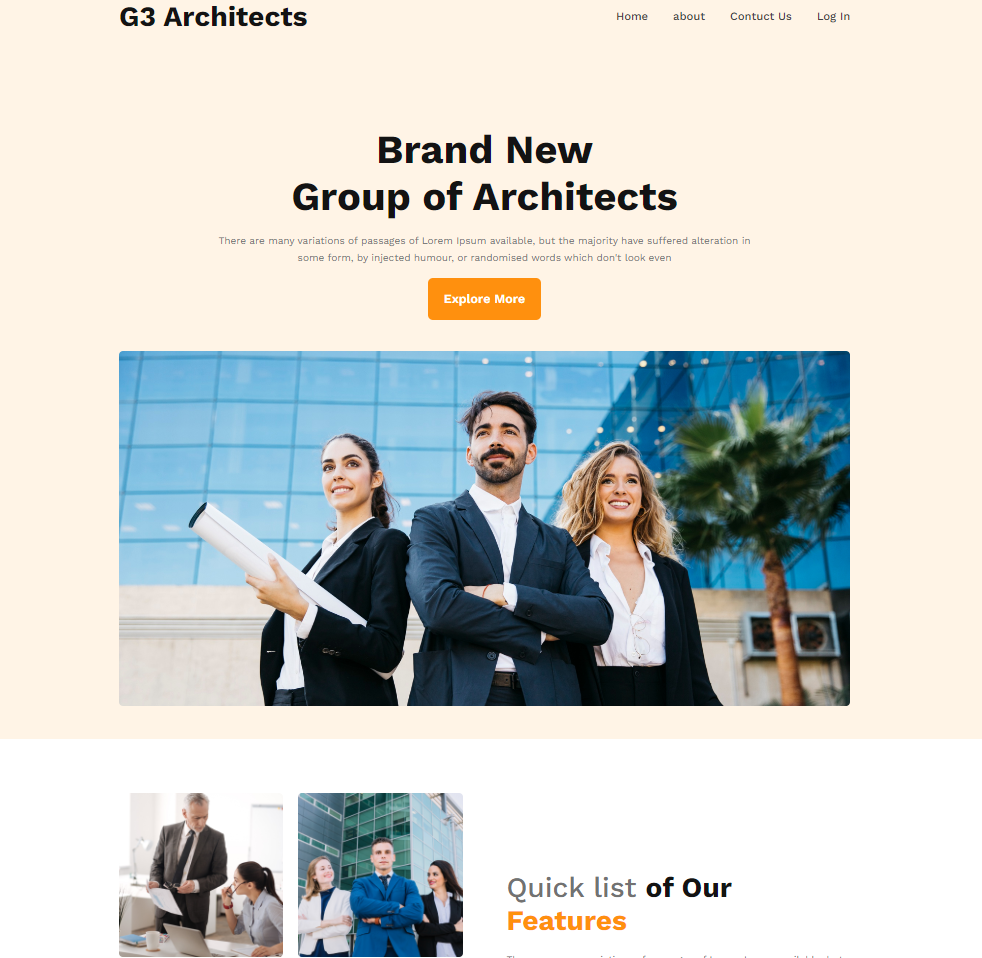 G3 Architects
Home about Contuct Us Log In
Brand New
Group of Architects
There are many variations of passages of Lorem Ipsum available, but the majority have suffered alteration in
some form, by injected humour, or randomised words which don't look even
Explore More
Quick list of Our
Features